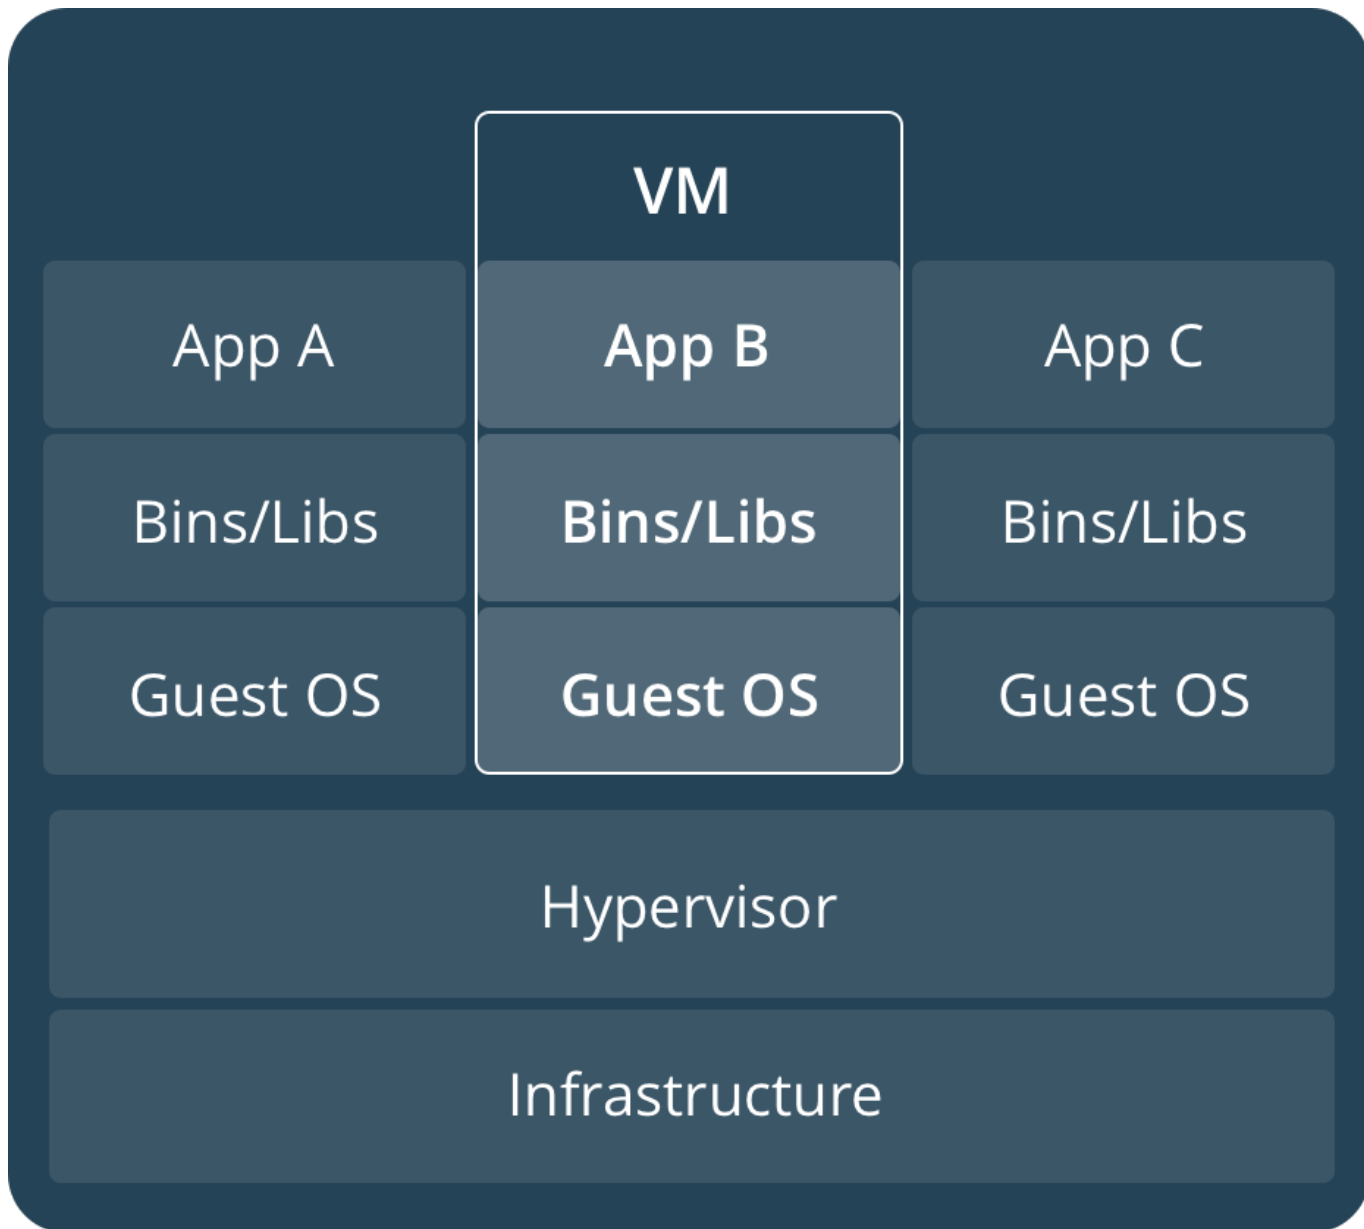 VM
App A
App B
App C
Bins/Libs
Bins/Libs
Bins/Libs
Guest OS
Guest OS
Guest OS
Hypervisor
Infrastructure